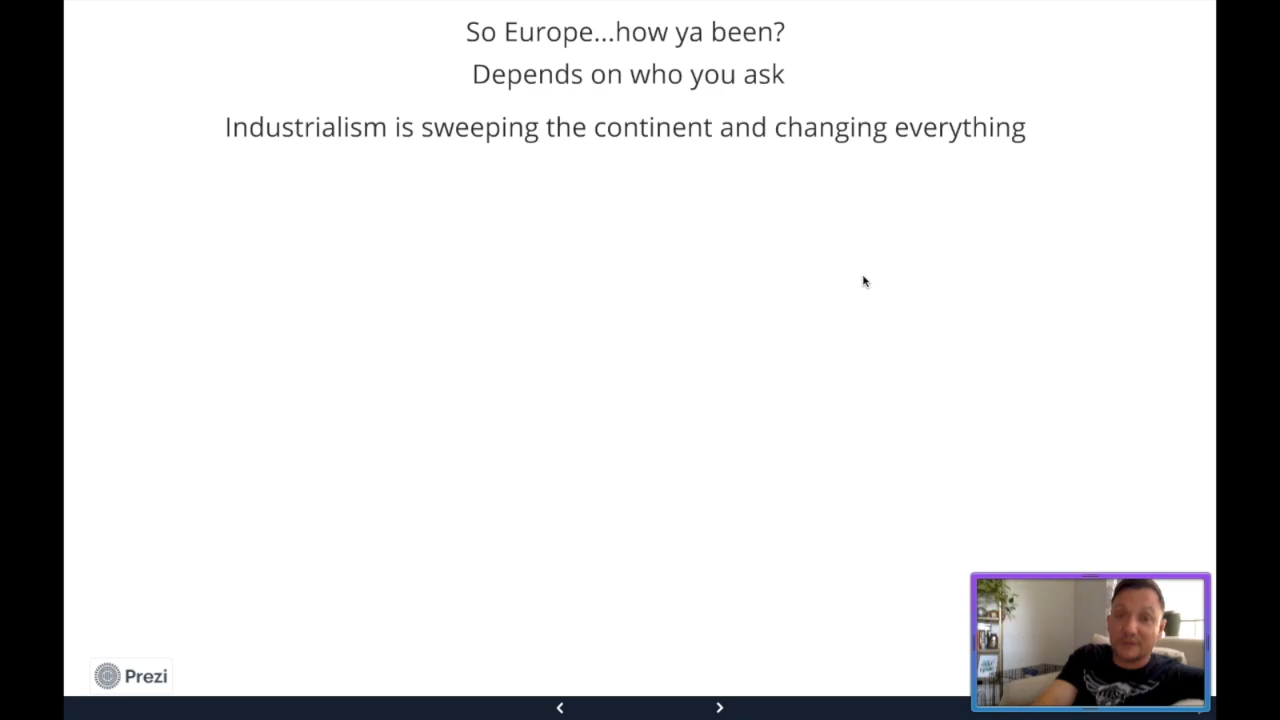 So Europe...how ya been?
Depends on who you ask
Industrialism is sweeping the continent and changing everything
Prezi